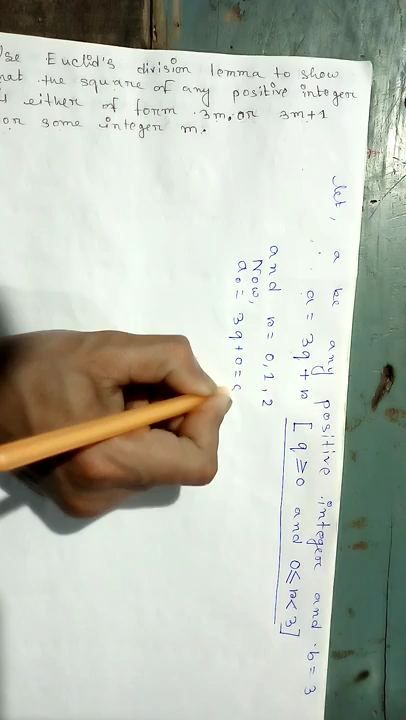 se Euclid's division lemma to show
hat the square of any positive integer
is either of form 3m or 3m+1
or some integer m.
let, a be any positive integer and b = 3
∴ a = 3q + r [q ≥ 0 and 0 ≤ r < 3]
and r = 0, 1, 2
Now,
a₀ = 3q + 0 =